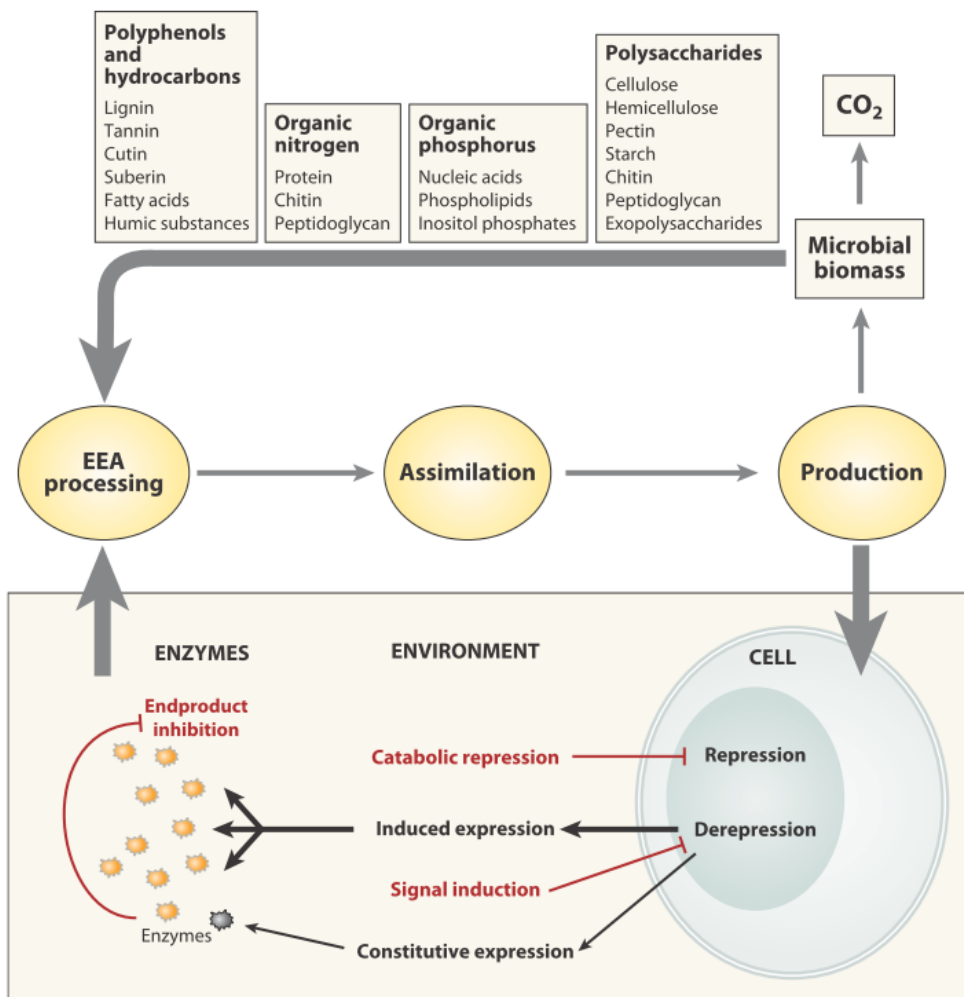 Polyphenols
and
hydrocarbons
Lignin
Tannin
Cutin
Suberin
Fatty acids
Humic substances
Organic
nitrogen
Protein
Chitin
Peptidoglycan
Organic
phosphorus
Nucleic acids
Phospholipids
Inositol phosphates
Polysaccharides
Cellulose
Hemicellulose
Pectin
Starch
Chitin
Peptidoglycan
Exopolysaccharides
CO₂
Microbial
biomass
EEA
processing
Assimilation
Production
ENZYMES
ENVIRONMENT
CELL
Endproduct
inhibition
Catabolic repression
Repression
Induced expression
Derepression
Signal induction
Enzymes
Constitutive expression